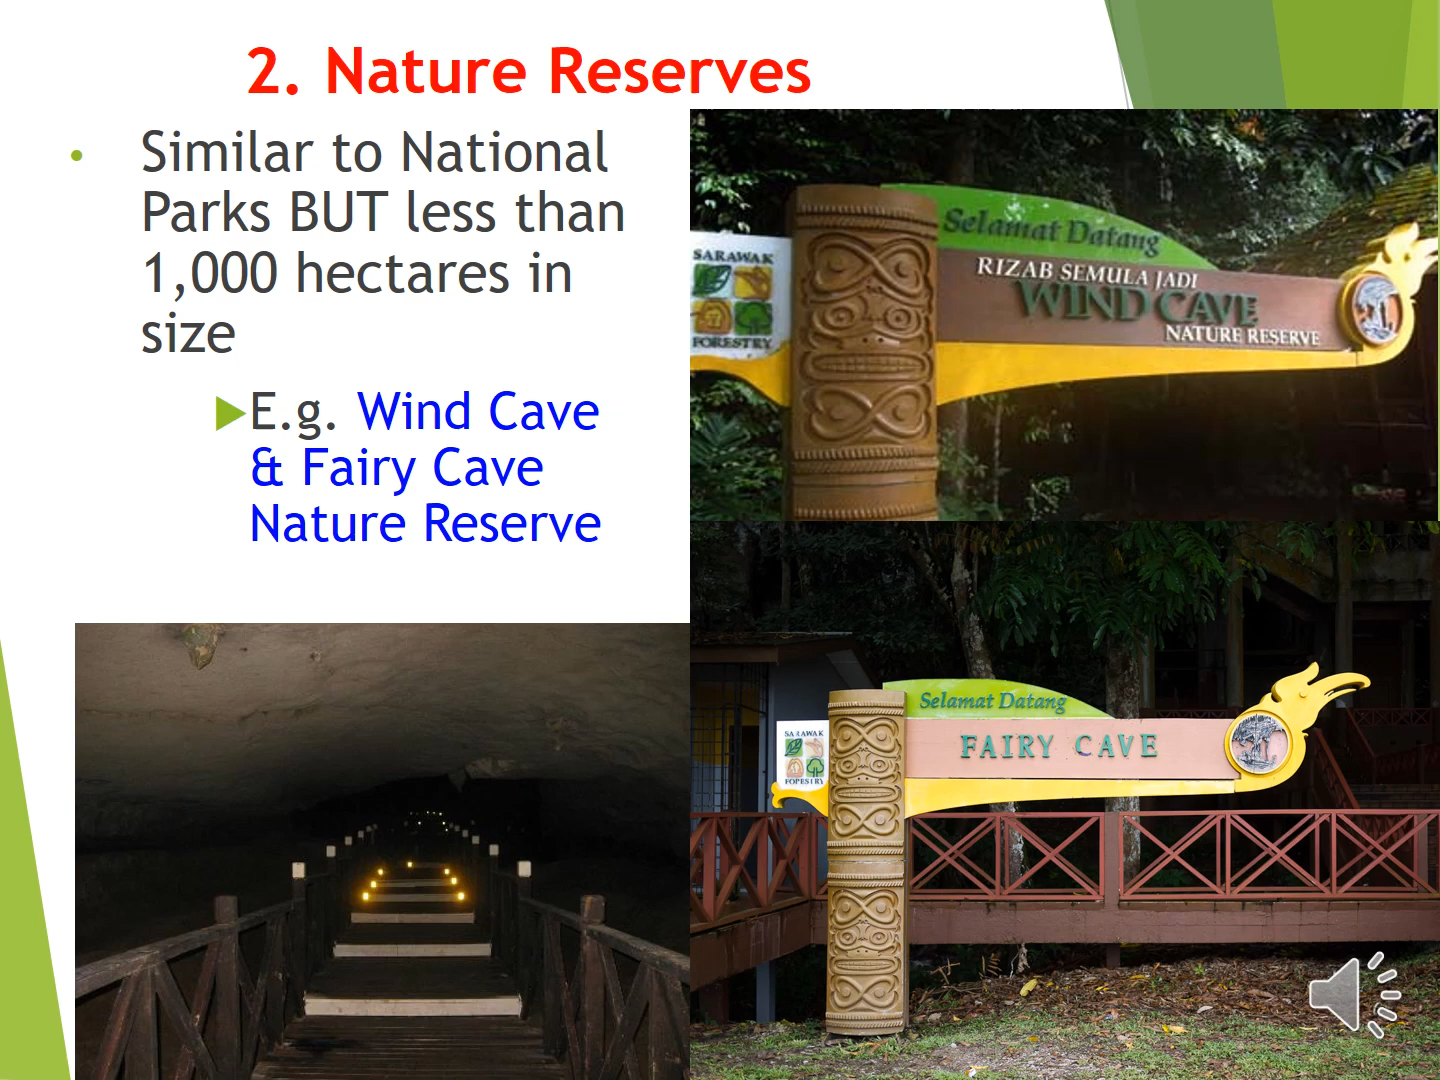 2. Nature Reserves
• Similar to National
Parks BUT less than
1,000 hectares in
size
E.g. Wind Cave
& Fairy Cave
Nature Reserve
Selamat Datang
SARAWAK
FORESTRY
RIZAB SEMULA JADI
WIND CAVE
NATURE RESERVE
Selamat Datang
SARAWAK
FORESTRY
FAIRY CAVE